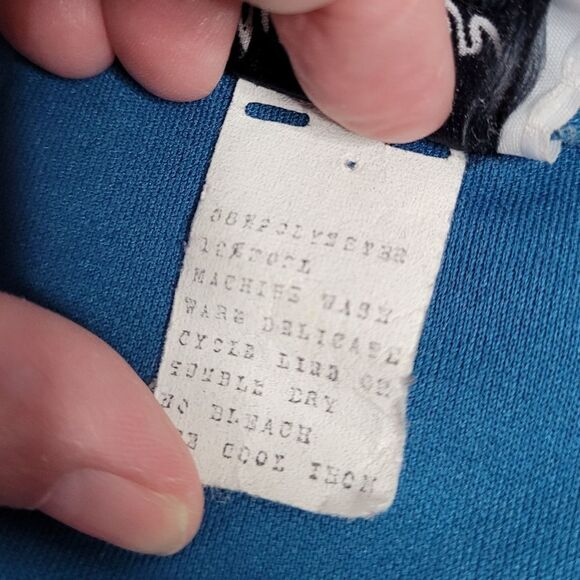 POLYESTER
MACHINE WASH
WARM DELICATE
CYCLE LINE OR
TUMBLE DRY
NO BLEACH
COOL IRON